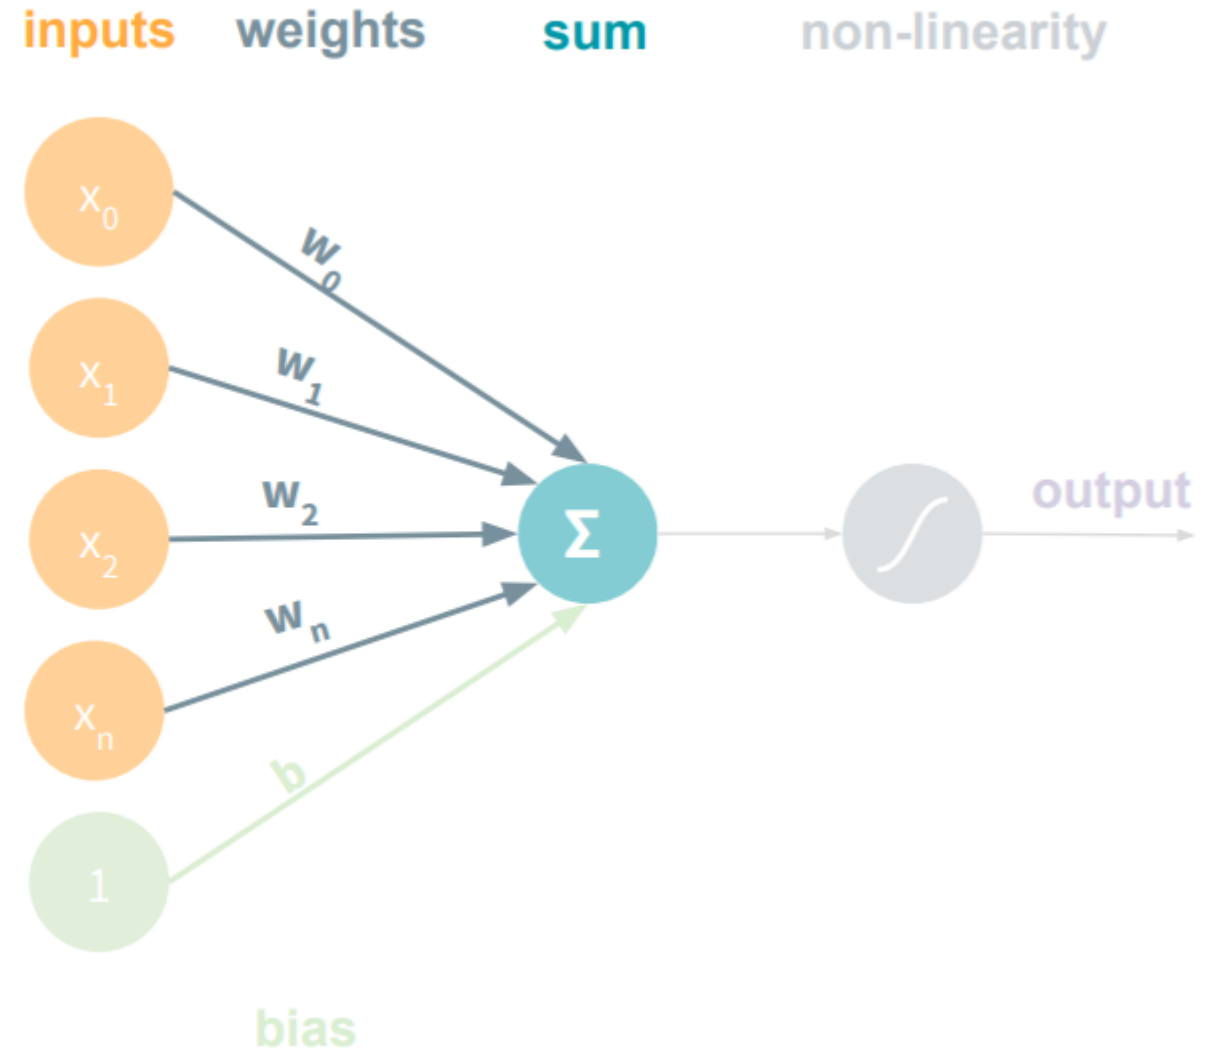 inputs weights sum non-linearity
x0
w0
x1
w1
x2
w2
Σ
output
xn
wn
b
1
bias